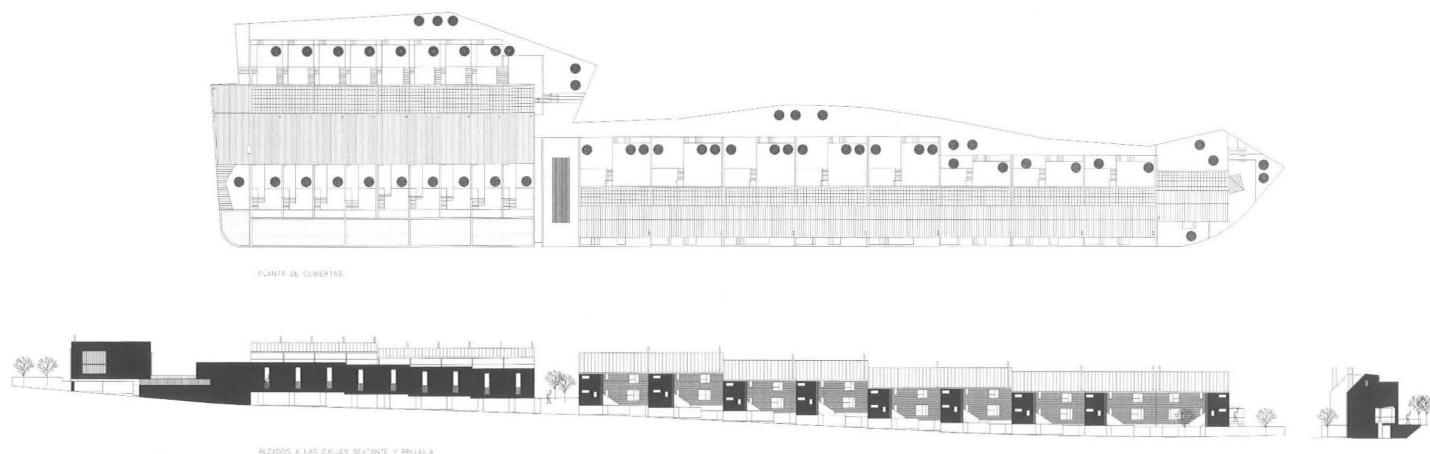 PLANTA DE CUBIERTAS
ALZADOS A LAS CALLES SEXTANTE Y BRUJULA